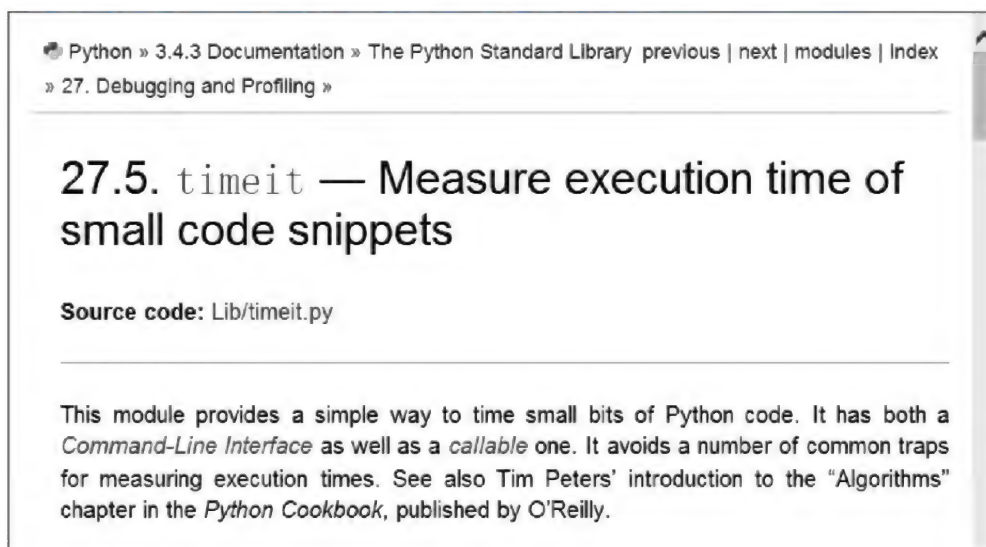 Python » 3.4.3 Documentation » The Python Standard Library previous | next | modules | Index
» 27. Debugging and Profiling »
27.5. timeit — Measure execution time of
small code snippets
Source code: Lib/timeit.py
This module provides a simple way to time small bits of Python code. It has both a
Command-Line Interface as well as a callable one. It avoids a number of common traps
for measuring execution times. See also Tim Peters’ introduction to the “Algorithms”
chapter in the Python Cookbook, published by O’Reilly.